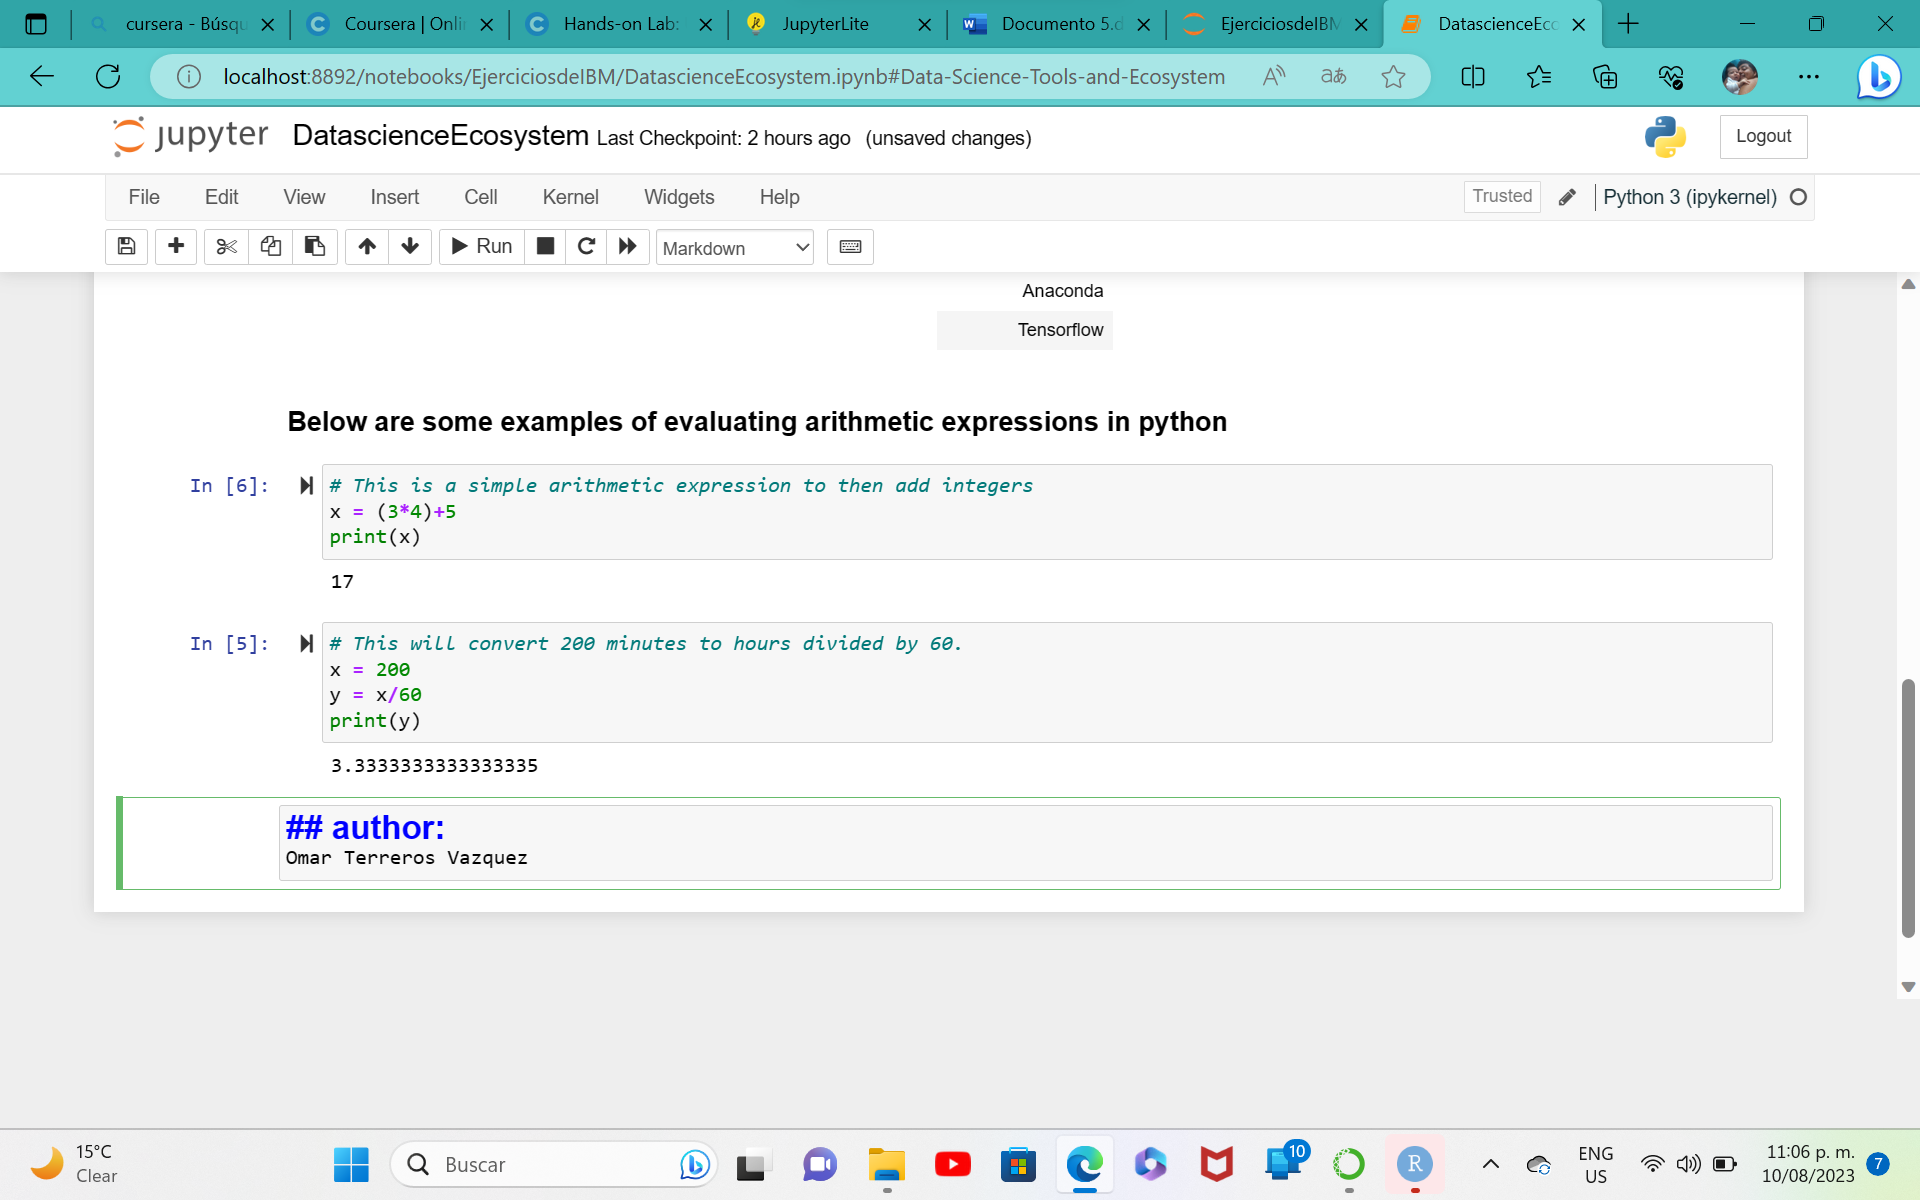 cursera - Búsqu
Coursera | Onli
Hands-on Lab:
JupyterLite
Documento 5.d
EjerciciosdeIBM
DatascienceEco
localhost:8892/notebooks/EjerciciosdeIBM/DatascienceEcosystem.ipynb#Data-Science-Tools-and-Ecosystem
jupyter DatascienceEcosystem Last Checkpoint: 2 hours ago (unsaved changes)
Logout
File Edit View Insert Cell Kernel Widgets Help
Trusted
Python 3 (ipykernel)
Run
Markdown
Anaconda
Tensorflow
Below are some examples of evaluating arithmetic expressions in python
In [6]:
# This is a simple arithmetic expression to then add integers
x = (3*4)+5
print(x)
17
In [5]:
# This will convert 200 minutes to hours divided by 60.
x = 200
y = x/60
print(y)
3.3333333333333335
## author:
Omar Terreros Vazquez
15°C
Clear
Buscar
10
R
ENG
US
11:06 p. m.
10/08/2023
7